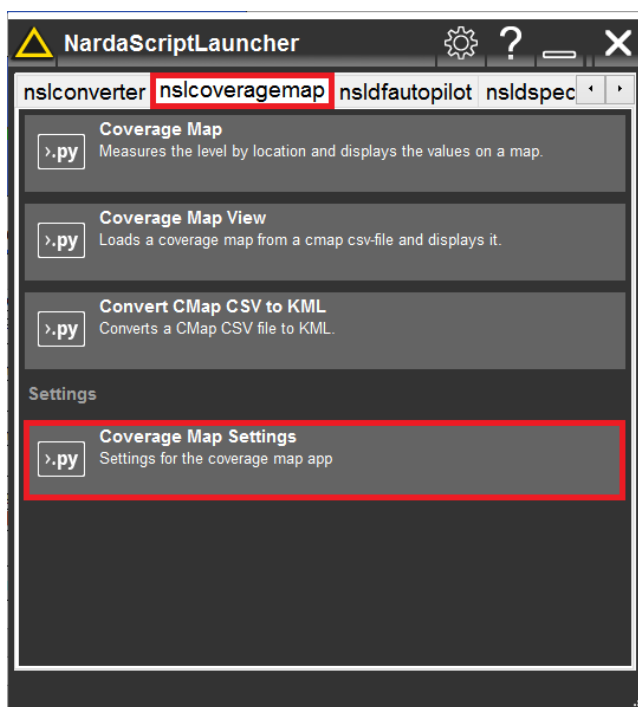 NardaScriptLauncher
nslconverter nslcoveragemap nsldfautopilot nsldspec
Coverage Map
>.py Measures the level by location and displays the values on a map.
Coverage Map View
>.py Loads a coverage map from a cmap csv-file and displays it.
Convert CMap CSV to KML
>.py Converts a CMap CSV file to KML.
Settings
Coverage Map Settings
>.py Settings for the coverage map app